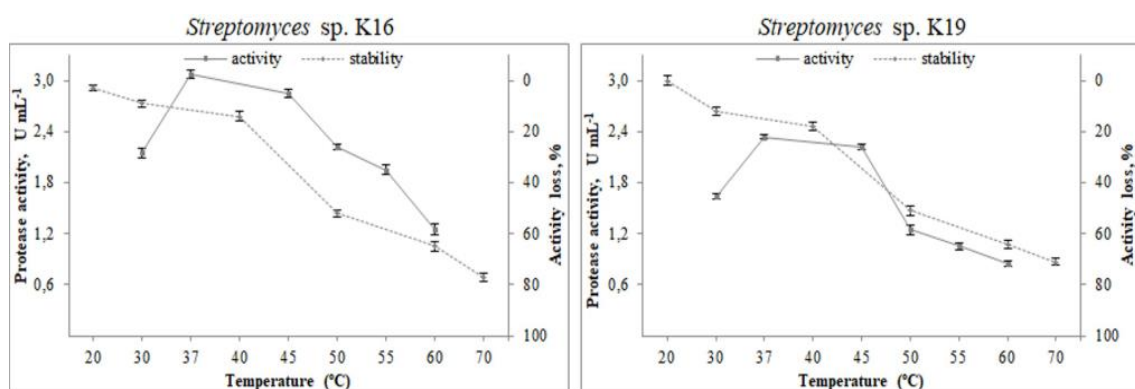 Streptomyces sp. K16
activity
stability
Protease activity, U mL-1
3,0
2,4
1,8
1,2
0,6
0
20
40
60
80
100
Activity loss, %
20 30 37 40 45 50 55 60 70
Temperature (ºC)
Streptomyces sp. K19
activity
stability
Protease activity, U mL-1
3,0
2,4
1,8
1,2
0,6
0
20
40
60
80
100
Activity loss, %
20 30 37 40 45 50 55 60 70
Temperature (ºC)